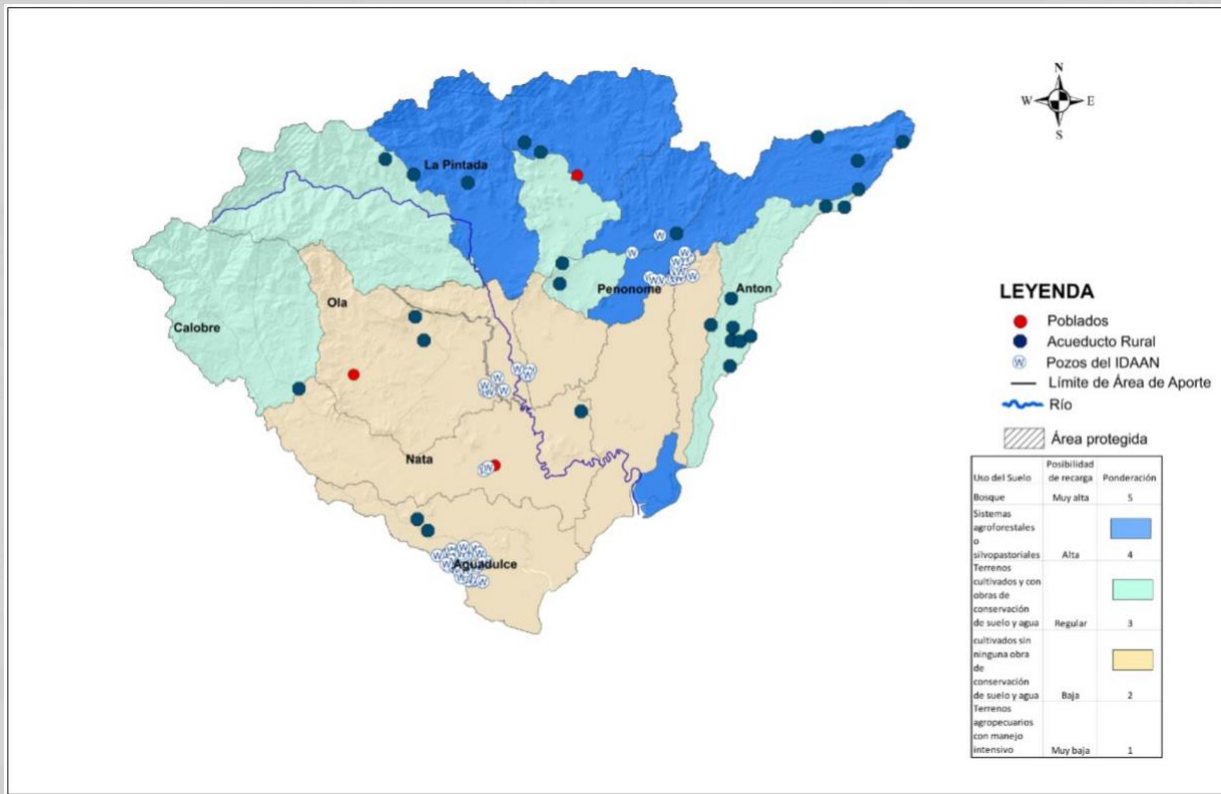 N
W
E
S
La Pintada
Ola
Calobre
Penonome
Anton
Nata
Aguadulce
LEYENDA
Poblados
Acueducto Rural
W Pozos del IDAAN
Límite de Área de Aporte
Río
Área protegida
Uso del Suelo Posibilidad de recarga Ponderación
Bosque Muy alta 5
Sistemas
agroforestales
o
silvopastoriales Alta 4
Terrenos
cultivados y con
obras de
conservación
de suelo y agua Regular 3
cultivados sin
ninguna obra
de
conservación
de suelo y agua Baja 2
Terrenos
agropecuarios
con manejo
intensivo Muy baja 1